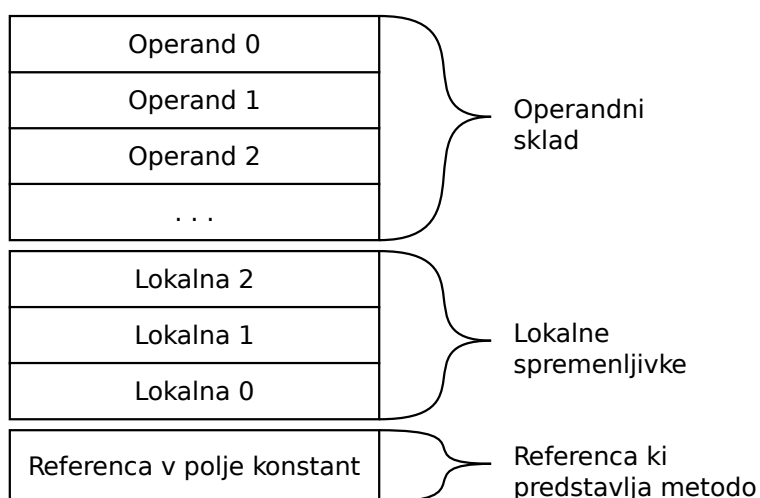 Operand 0
Operand 1
Operand 2
. . .
Operandni
sklad
Lokalna 2
Lokalna 1
Lokalna 0
Lokalne
spremenljivke
Referenca v polje konstant
Referenca ki
predstavlja metodo